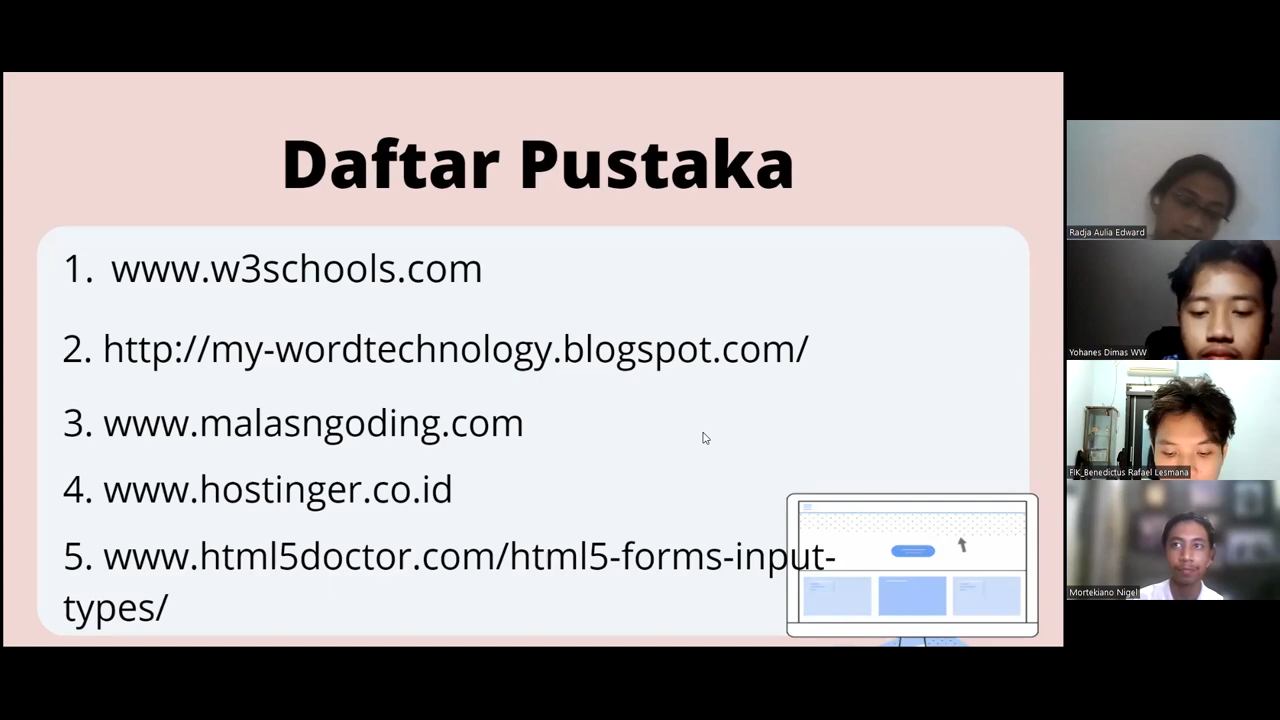 Daftar Pustaka
1. www.w3schools.com
2. http://my-wordtechnology.blogspot.com/
3. www.malasngoding.com
4. www.hostinger.co.id
5. www.html5doctor.com/html5-forms-input-
types/
Radja Aulia Edward
Yohanes Dimas WW
FIK_Benedictus Rafael Lesmana
Mortekiano Nigel